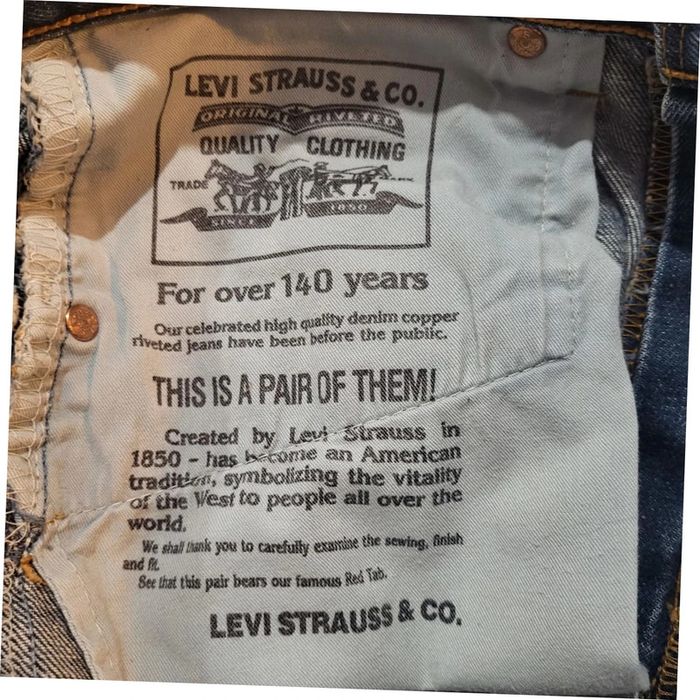 LEVI STRAUSS & CO.
ORIGINAL RIVETED
QUALITY CLOTHING
TRADE
SINCE 1850
For over 140 years
Our celebrated high quality denim copper
riveted jeans have been before the public.
THIS IS A PAIR OF THEM!
Created by Levi Strauss in
1850 - has become an American
tradition, symbolizing the vitality
of the West to people all over the
world.
We shall thank you to carefully examine the sewing, finish
and fit.
See that this pair bears our famous Red Tab.
LEVI STRAUSS & CO.